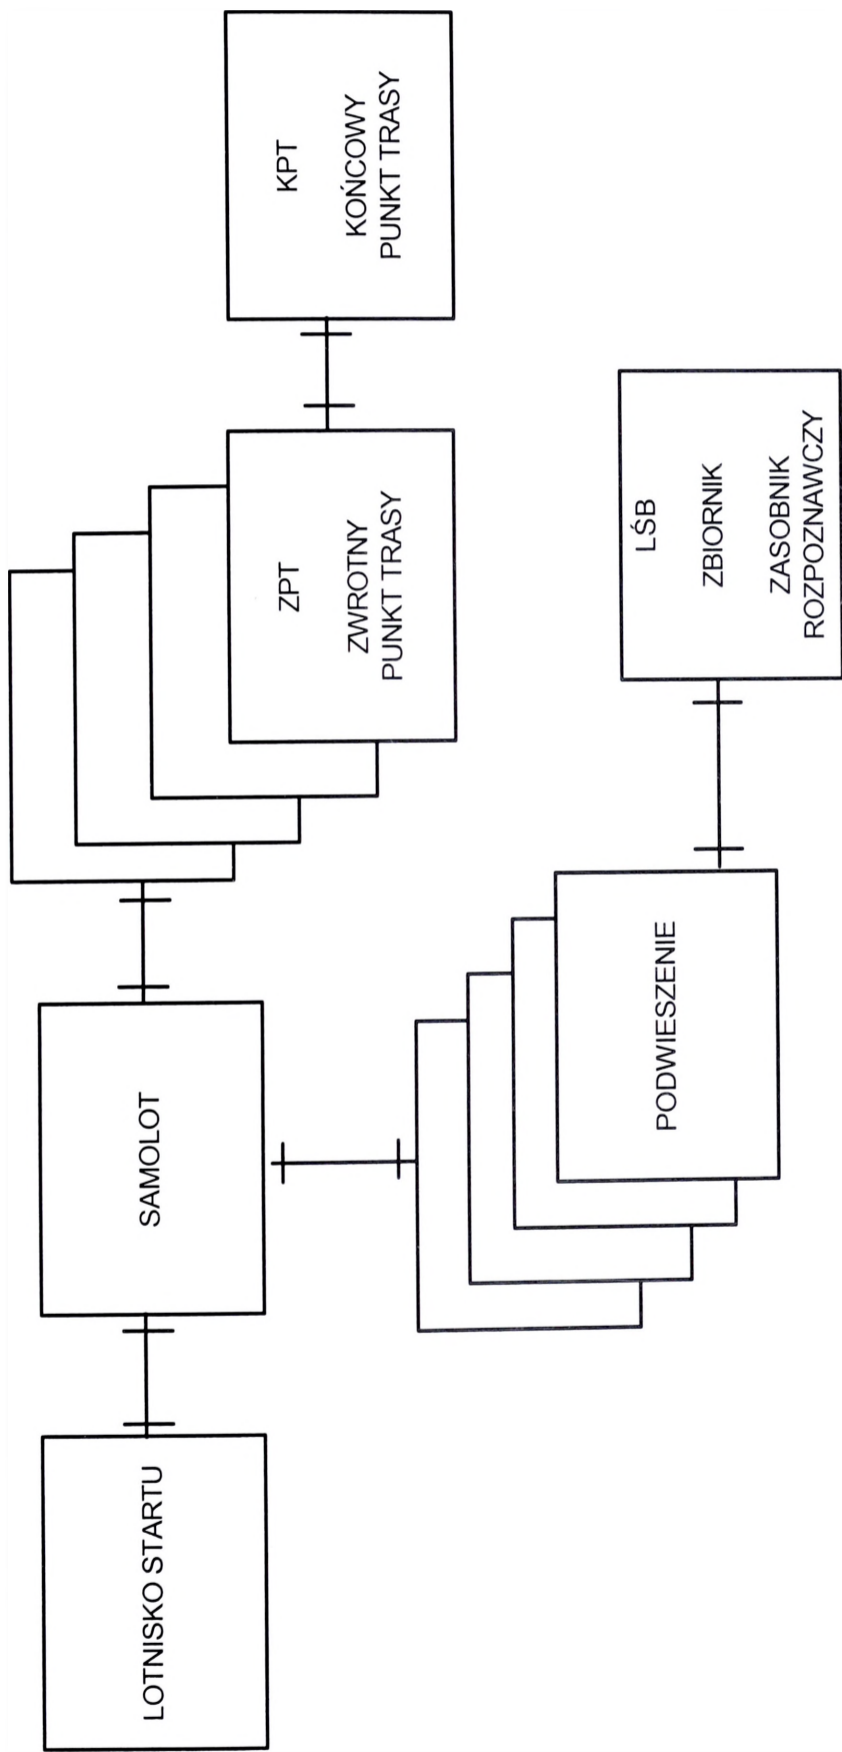 LOTNISKO STARTU
SAMOLOT
ZPT
ZWROTNY
PUNKT TRASY
KPT
KOŃCOWY
PUNKT TRASY
PODWIESZENIE
LŚB
ZBIORNIK
ZASOBNIK
ROZPOZNAWCZY